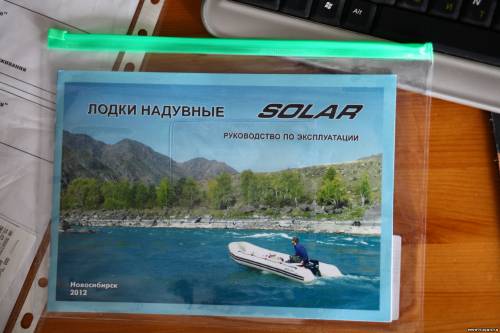 ЛОДКИ НАДУВНЫЕ SOLAR
РУКОВОДСТВО ПО ЭКСПЛУАТАЦИИ
Новосибирск
2012